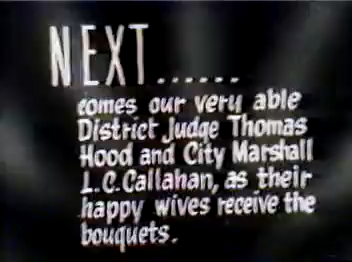 NEXT......
comes our very able
District Judge Thomas
Hood and City Marshall
L.C.Callahan, as their
happy wives receive the
bouquets.